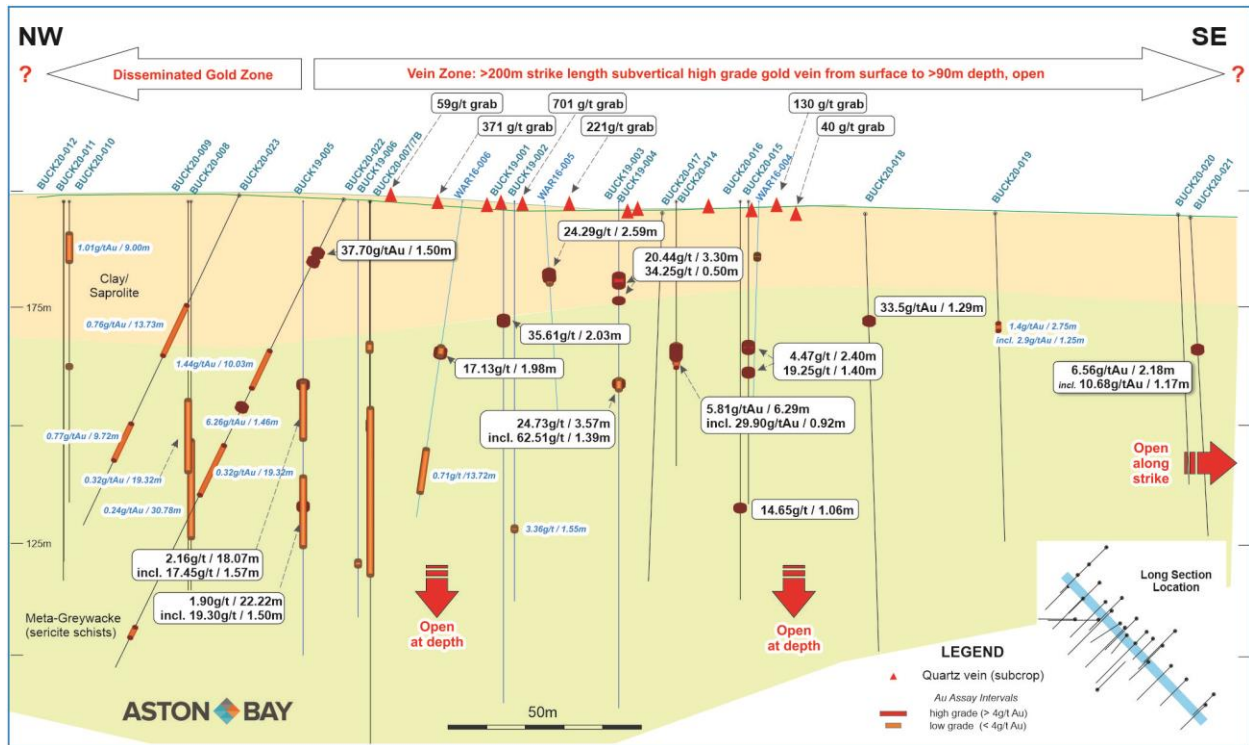 NW
SE
?
Disseminated Gold Zone
Vein Zone: >200m strike length subvertical high grade gold vein from surface to >90m depth, open
?
59g/t grab
701 g/t grab
130 g/t grab
371 g/t grab
221g/t grab
40 g/t grab
BUCK20-012
BUCK20-011
BUCK20-010
BUCK20-009
BUCK20-008
BUCK20-023
BUCK19-005
BUCK20-022
BUCK19-006
BUCK20-007/7B
WAR16-006
BUCK19-001
BUCK19-002
WAR16-005
BUCK19-003
BUCK19-004
BUCK20-017
BUCK20-014
BUCK20-016
BUCK20-015
WAR16-004
BUCK20-018
BUCK20-019
BUCK20-020
BUCK20-021
1.01g/tAu / 9.00m
37.70g/tAu / 1.50m
24.29g/t / 2.59m
20.44g/t / 3.30m
34.25g/t / 0.50m
Clay/
Saprolite
175m
0.76g/tAu / 13.73m
35.61g/t / 2.03m
33.5g/tAu / 1.29m
1.4g/tAu / 2.75m
incl. 2.9g/tAu / 1.25m
1.44g/tAu / 10.03m
17.13g/t / 1.98m
4.47g/t / 2.40m
19.25g/t / 1.40m
6.56g/tAu / 2.18m
incl. 10.68g/tAu / 1.17m
5.81g/tAu / 6.29m
incl. 29.90g/tAu / 0.92m
24.73g/t / 3.57m
incl. 62.51g/t / 1.39m
6.26g/tAu / 1.46m
0.77g/tAu / 9.72m
0.32g/tAu / 19.32m
0.32g/tAu / 19.32m
0.71g/t /13.72m
Open
along
strike
0.24g/tAu / 30.78m
14.65g/t / 1.06m
3.36g/t / 1.55m
125m
2.16g/t / 18.07m
incl. 17.45g/t / 1.57m
1.90g/t / 22.22m
incl. 19.30g/t / 1.50m
Meta-Greywacke
(sericite schists)
Open
at depth
Open
at depth
Long Section
Location
LEGEND
Quartz vein (subcrop)
Au Assay Intervals
high grade (> 4g/t Au)
low grade (< 4g/t Au)
ASTON BAY
50m